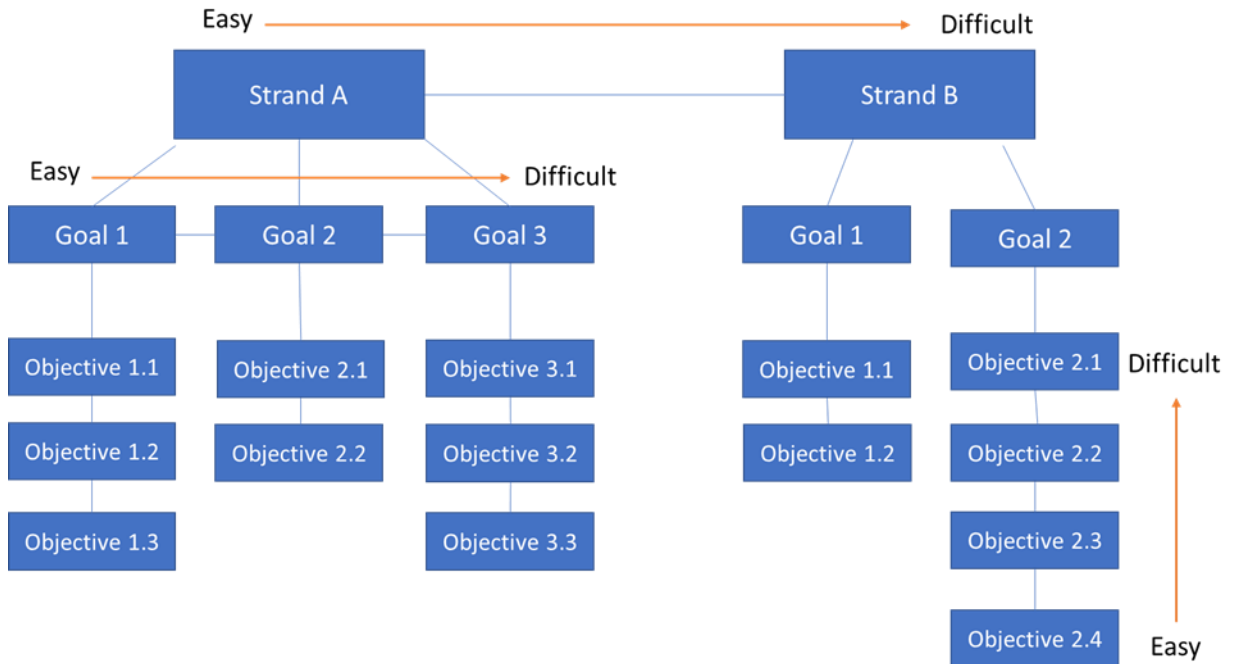 Easy
Difficult
Strand A
Strand B
Easy
Difficult
Goal 1
Goal 2
Goal 3
Goal 1
Goal 2
Objective 1.1
Objective 2.1
Objective 3.1
Objective 1.1
Objective 2.1
Difficult
Objective 1.2
Objective 2.2
Objective 3.2
Objective 1.2
Objective 2.2
Objective 1.3
Objective 3.3
Objective 2.3
Objective 2.4
Easy